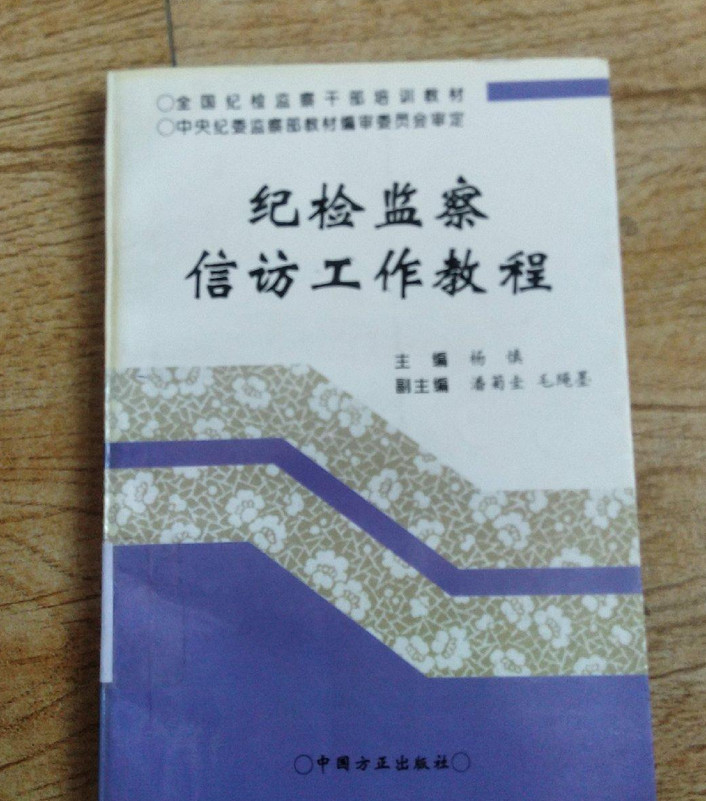 ○全国纪检监察干部培训教材
○中央纪委监察部教材编审委员会审定
纪检监察
信访工作教程
主编 杨慎
副主编 潘菊圭 毛绳墨
○中国方正出版社○